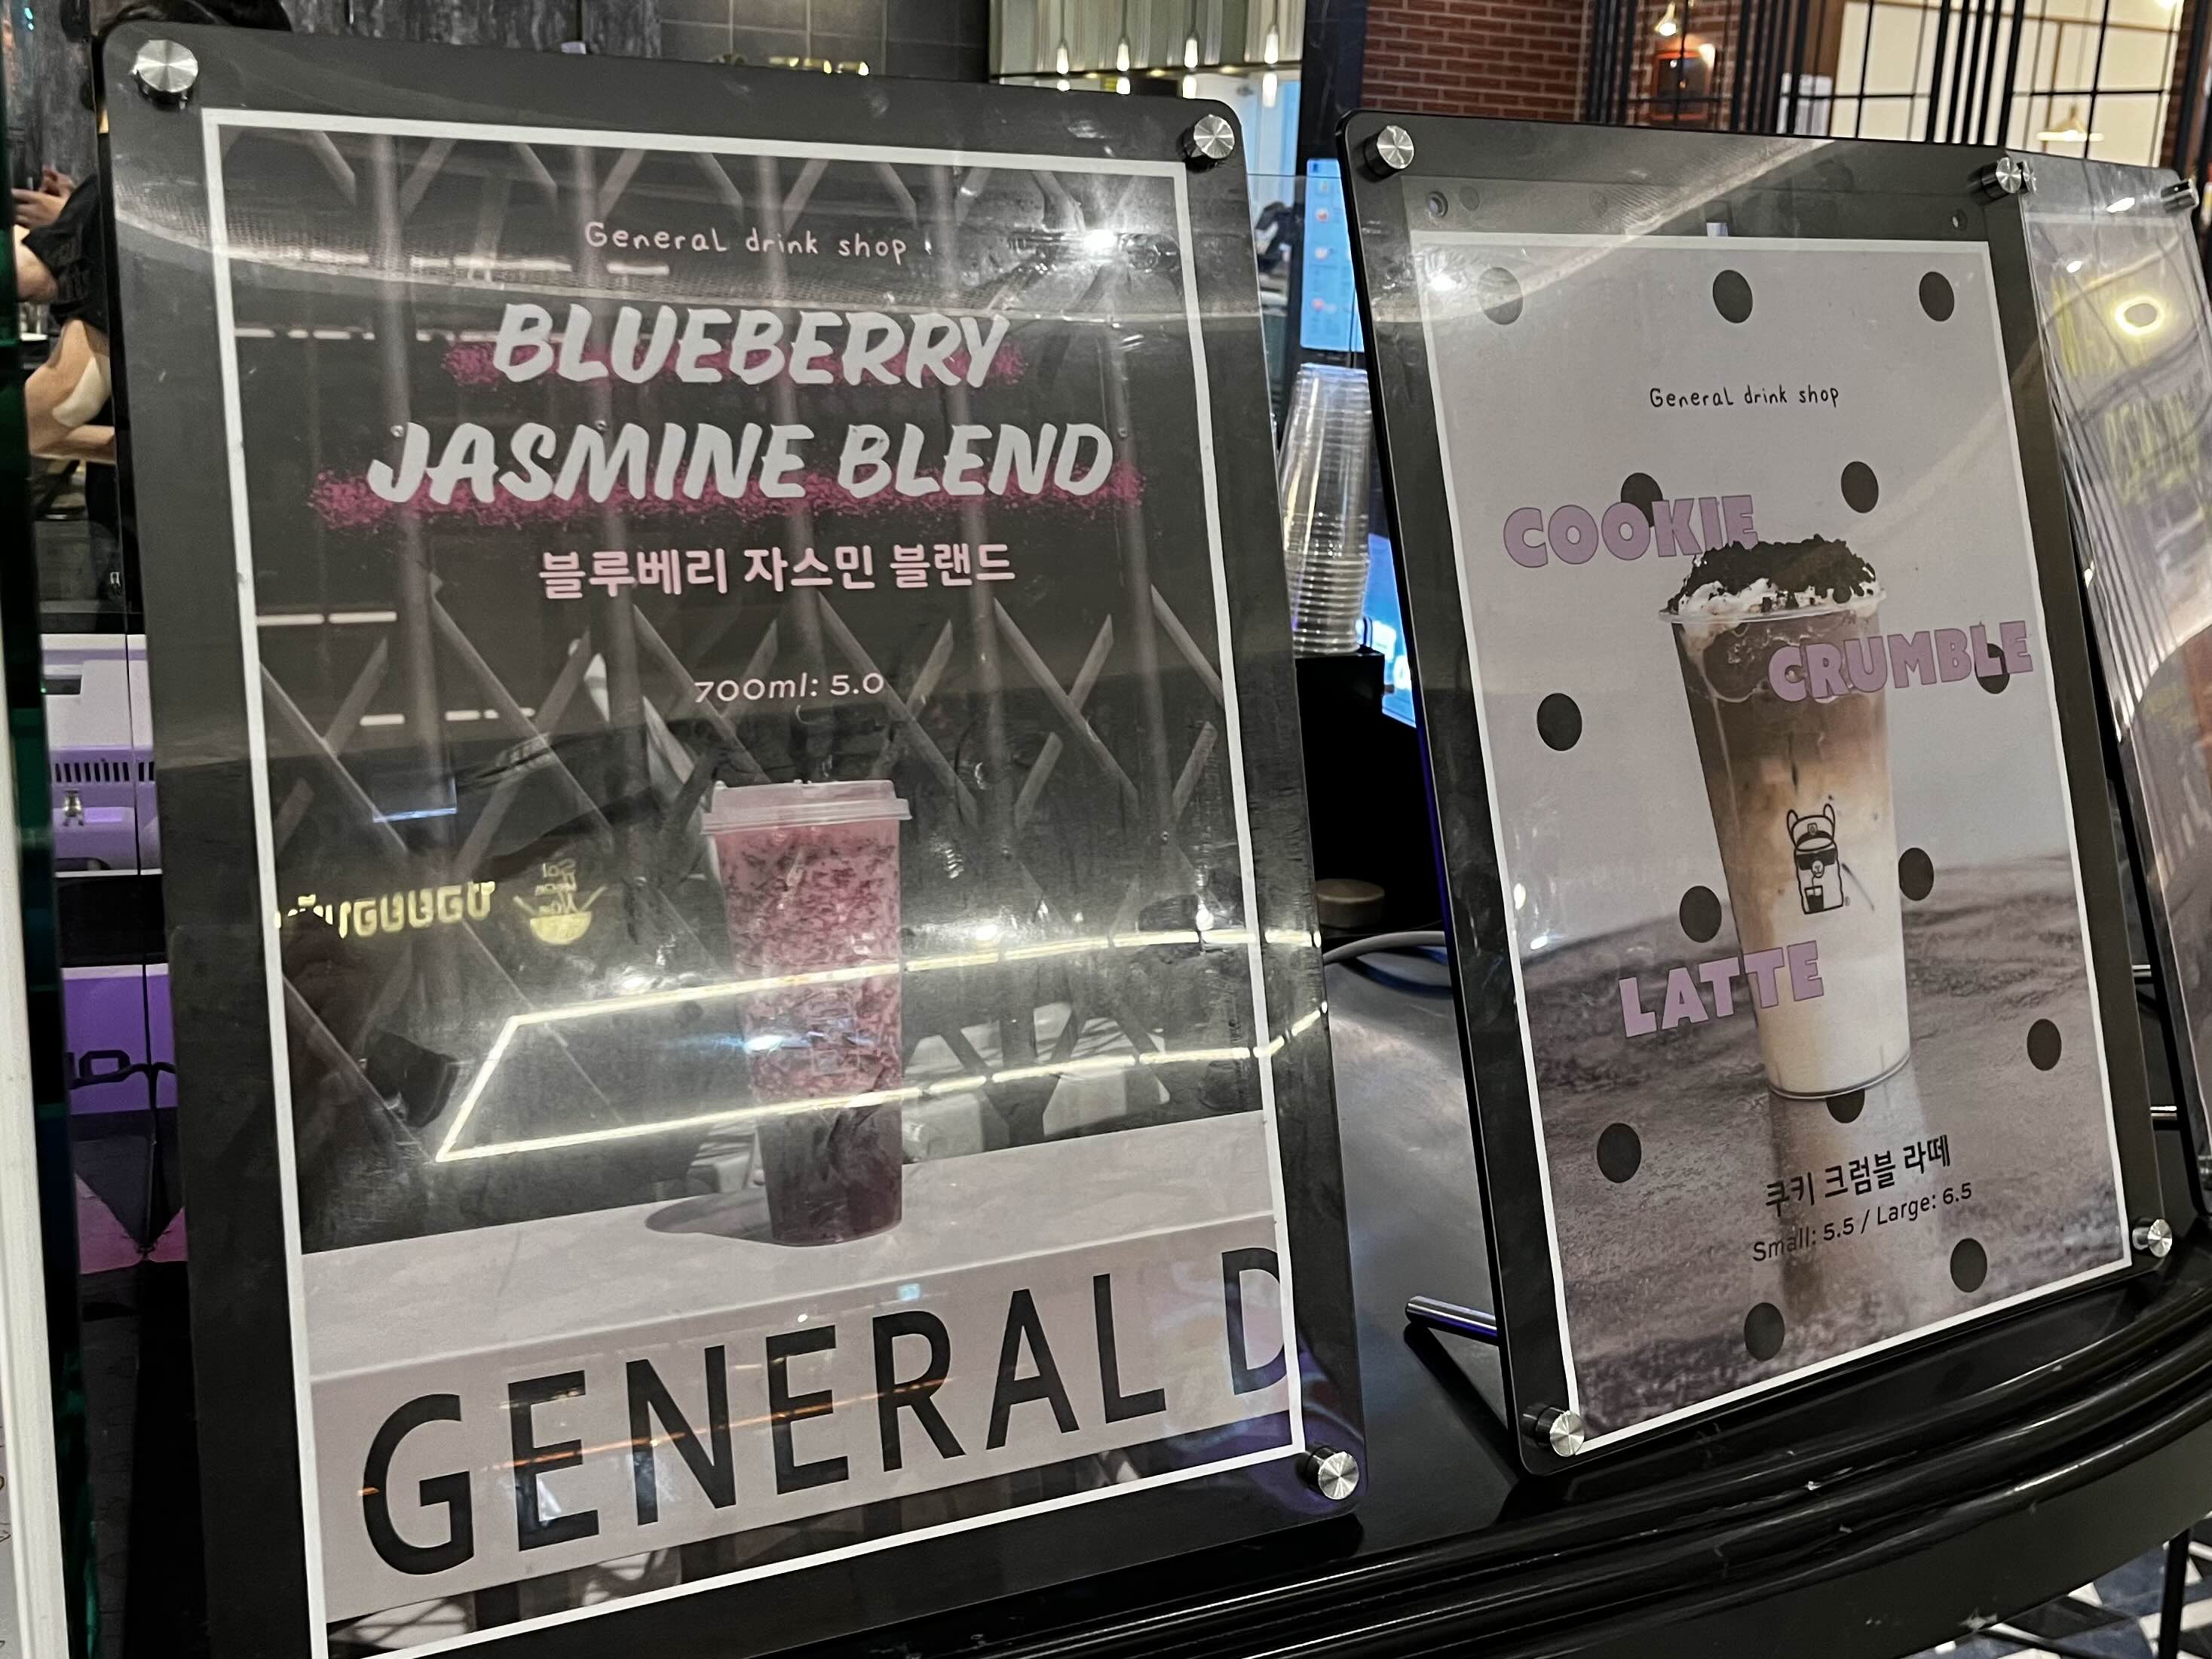 General drink shop
BLUEBERRY
JASMINE BLEND
블루베리 자스민 블랜드
700ml: 5.0
GENERAL D
General drink shop
COOKIE
CRUMBLE
LATTE
쿠키 크럼블 라떼
Small: 5.5 / Large: 6.5